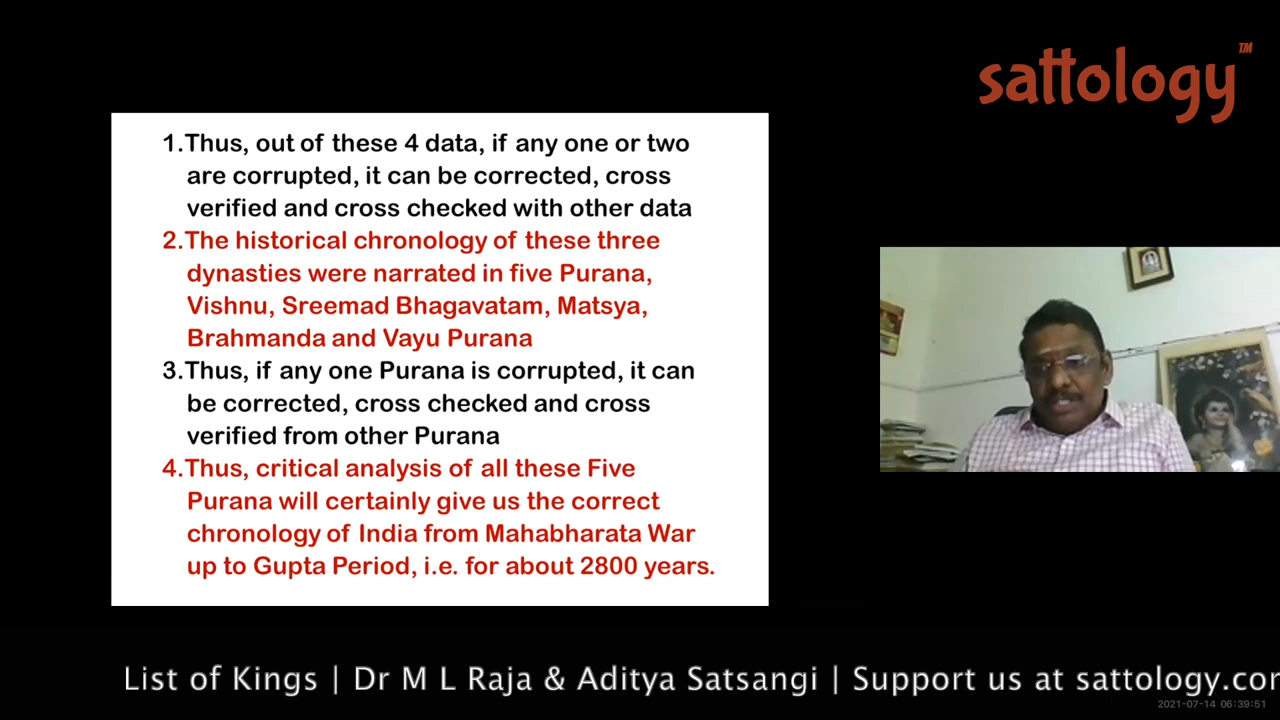 sattology™
1.Thus, out of these 4 data, if any one or two
are corrupted, it can be corrected, cross
verified and cross checked with other data
2.The historical chronology of these three
dynasties were narrated in five Purana,
Vishnu, Sreemad Bhagavatam, Matsya,
Brahmanda and Vayu Purana
3.Thus, if any one Purana is corrupted, it can
be corrected, cross checked and cross
verified from other Purana
4.Thus, critical analysis of all these Five
Purana will certainly give us the correct
chronology of India from Mahabharata War
up to Gupta Period, i.e. for about 2800 years.
List of Kings | Dr M L Raja & Aditya Satsangi | Support us at sattology.com
2021-07-14 06:39:51